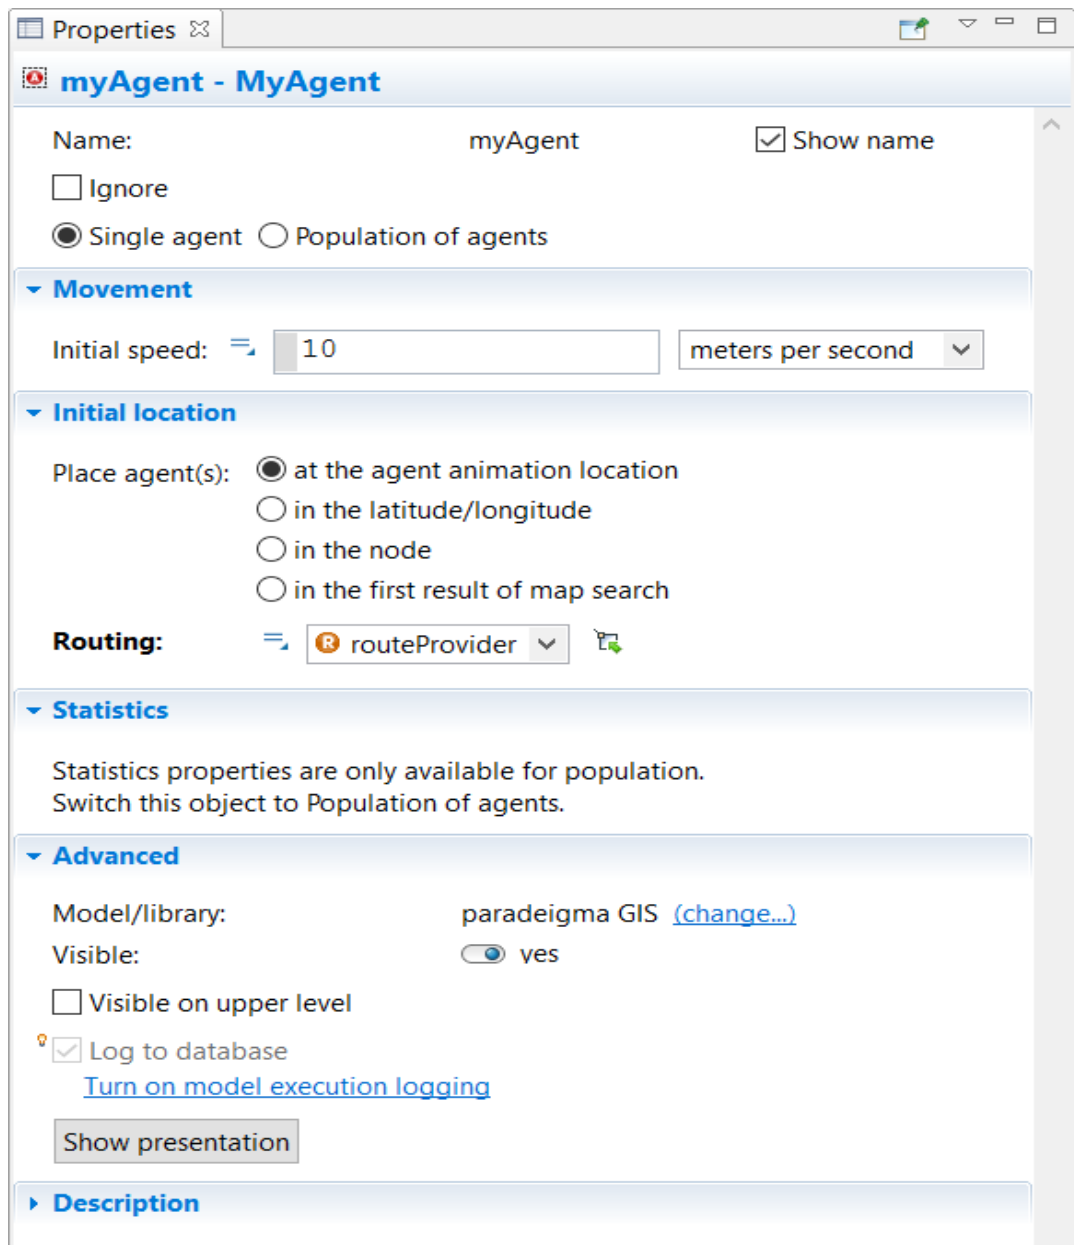 Properties
myAgent - MyAgent
Name: myAgent Show name
Ignore
Single agent Population of agents
Movement
Initial speed: 10 meters per second
Initial location
Place agent(s): at the agent animation location
in the latitude/longitude
in the node
in the first result of map search
Routing: R routeProvider
Statistics
Statistics properties are only available for population.
Switch this object to Population of agents.
Advanced
Model/library: paradeigma GIS (change...)
Visible: yes
Visible on upper level
Log to database
Turn on model execution logging
Show presentation
Description